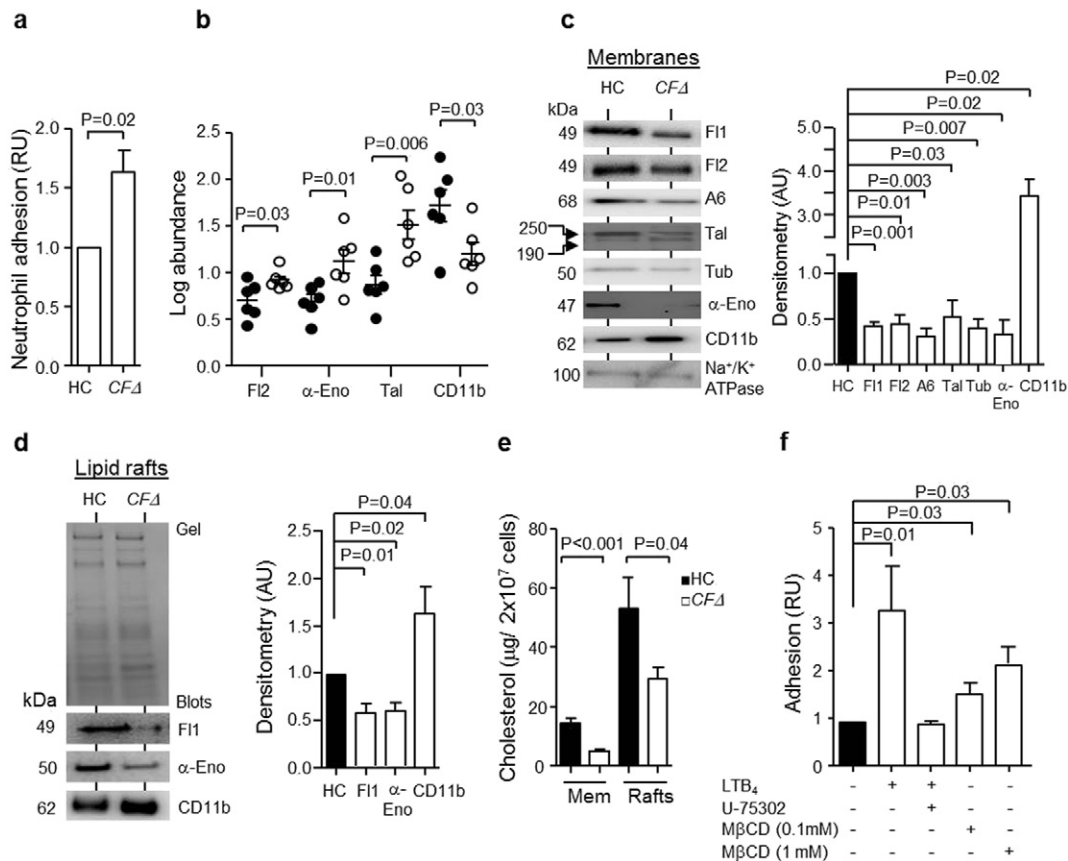 a
Neutrophil adhesion (RU)
2.0
1.5
1.0
0.5
0.0
P=0.02
HC
CFΔ
b
Log abundance
2.5
2.0
1.5
1.0
0.5
0.0
P=0.03
P=0.01
P=0.006
P=0.03
Fl2
α-Eno
Tal
CD11b
c
Membranes
HC
CFΔ
kDa
49
Fl1
49
Fl2
68
A6
250
190
Tal
50
Tub
47
α-Eno
62
CD11b
100
Na⁺/K⁺
ATPase
Densitometry (AU)
5.0
4.0
3.0
2.0
1.0
0.5
0.0
P=0.02
P=0.02
P=0.007
P=0.03
P=0.003
P=0.01
P=0.001
HC
Fl1
Fl2
A6
Tal
Tub
α-
Eno
CD11b
d
Lipid rafts
HC
CFΔ
Gel
Blots
kDa
49
Fl1
50
α-Eno
62
CD11b
Densitometry (AU)
2.5
2.0
1.5
1.0
0.5
0.0
P=0.04
P=0.02
P=0.01
HC
Fl1
α-
Eno
CD11b
e
Cholesterol (µg/ 2x10⁷ cells)
80
60
40
20
0
P<0.001
P=0.04
HC
CFΔ
Mem
Rafts
f
Adhesion (RU)
5
4
3
2
1
0
P=0.03
P=0.03
P=0.01
LTB₄ - + + - -
U-75302 - - + - -
MβCD (0.1mM) - - - + -
MβCD (1 mM) - - - - +